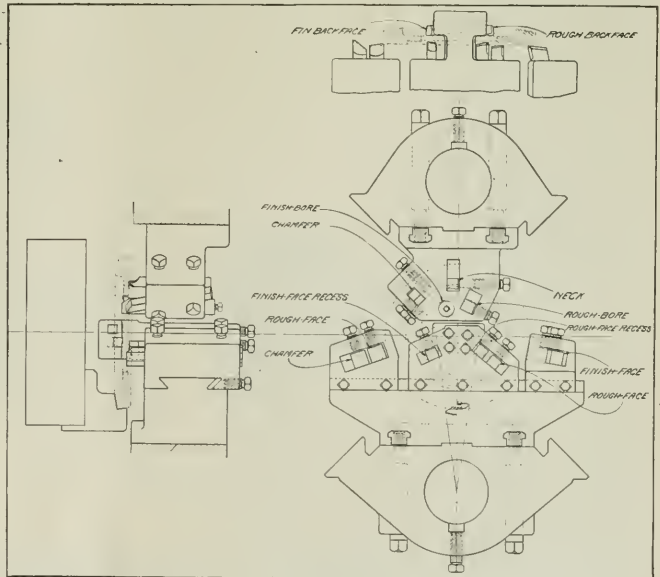 FIN BACK FACE
ROUGH BACK FACE
FINISH-BORE
CHAMFER
NECK
FINISH-FACE RECESS
ROUGH-BORE
ROUGH-FACE
ROUGH-FACE RECESS
CHAMFER
FINISH-FACE
ROUGH-FACE